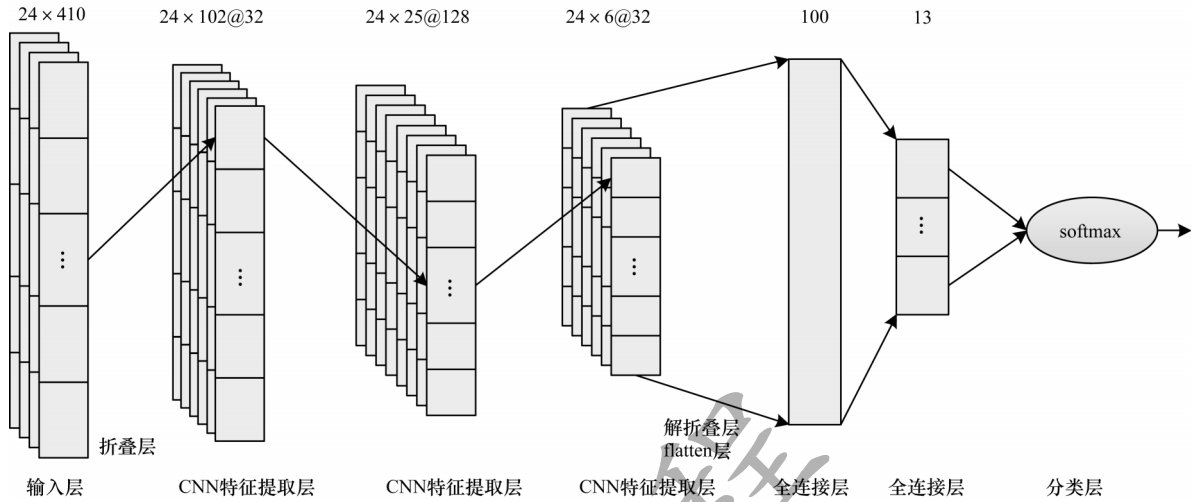 24 × 410
24 × 102@32
24 × 25@128
24 × 6@32
100
13
softmax
折叠层
解折叠层
flatten层
输入层
CNN特征提取层
CNN特征提取层
CNN特征提取层
全连接层
全连接层
分类层